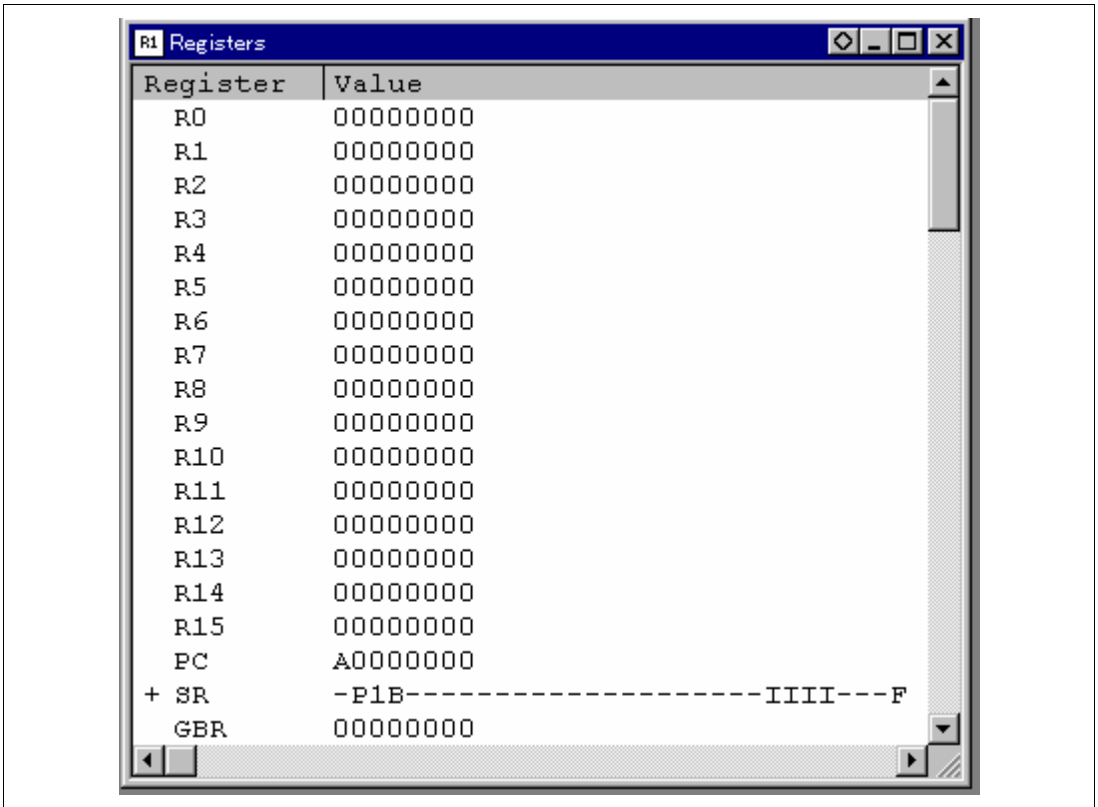 R1 Registers
Register Value
R0 00000000
R1 00000000
R2 00000000
R3 00000000
R4 00000000
R5 00000000
R6 00000000
R7 00000000
R8 00000000
R9 00000000
R10 00000000
R11 00000000
R12 00000000
R13 00000000
R14 00000000
R15 00000000
PC A0000000
+ SR -P1B--------------------IIII---F
GBR 00000000